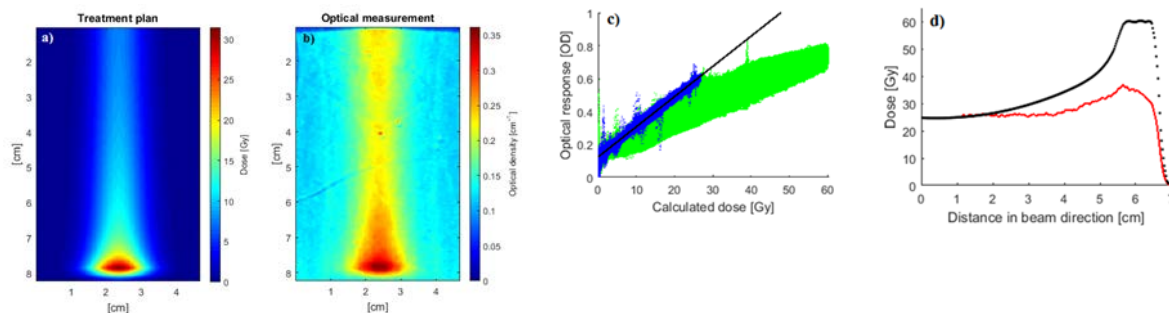 Treatment plan
a)
1
2
3
4
5
6
7
8
[cm]
1 2 3 4
[cm]
30
25
20
15
10
5
0
Dose [Gy]
Optical measurement
b)
1
2
3
4
5
6
7
8
[cm]
1 2 3 4
[cm]
0.35
0.3
0.25
0.2
0.15
0.1
0.05
0
Optical density [cm⁻¹]
c)
1
0.8
0.6
0.4
0.2
0
Optical response [OD]
0 20 40 60
Calculated dose [Gy]
d)
60
50
40
30
20
10
0
Dose [Gy]
0 1 2 3 4 5 6
Distance in beam direction [cm]